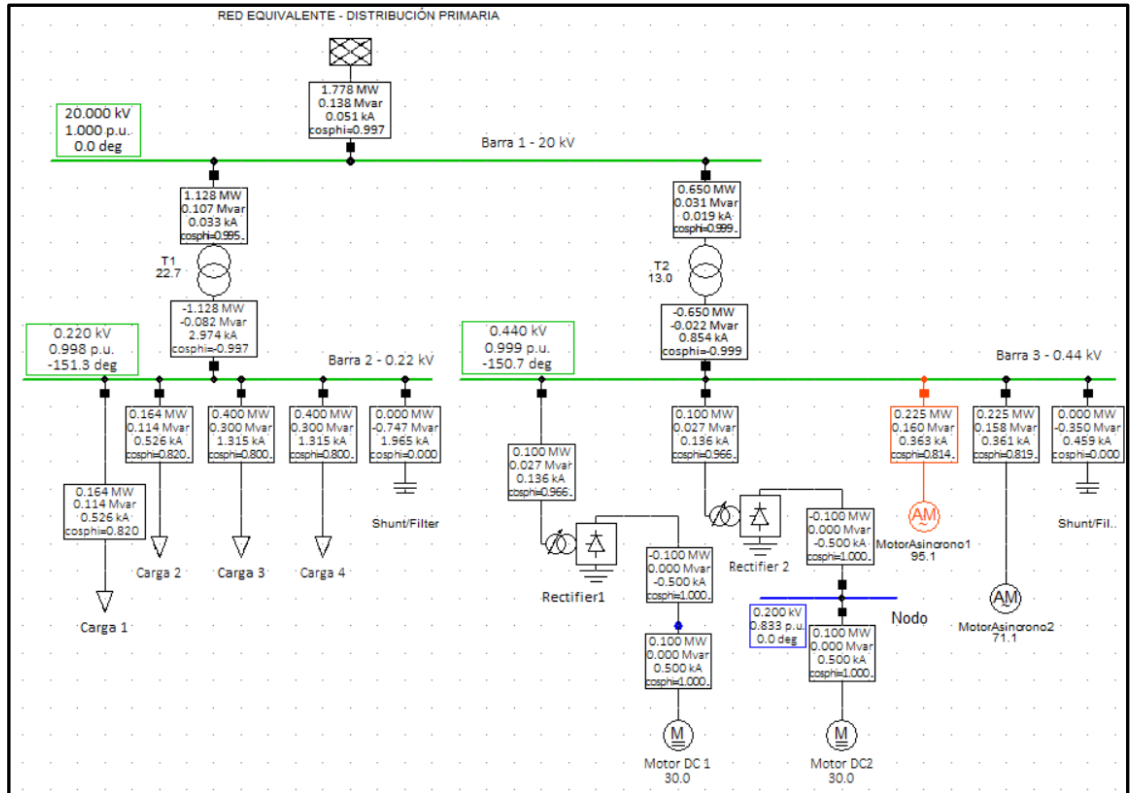 RED EQUIVALENTE - DISTRIBUCIÓN PRIMARIA
1.778 MW
0.138 Mvar
0.051 kA
cosphi=0.997
20.000 kV
1.000 p.u.
0.0 deg
Barra 1 - 20 kV
1.128 MW
0.107 Mvar
0.033 kA
cosphi=0.995..
0.650 MW
0.031 Mvar
0.019 kA
cosphi=0.999..
T1
22.7
T2
13.0
-1.128 MW
-0.082 Mvar
2.974 kA
cosphi=-0.997
-0.650 MW
-0.022 Mvar
0.854 kA
cosphi=-0.999
0.220 kV
0.998 p.u.
-151.3 deg
Barra 2 - 0.22 kV
0.440 kV
0.999 p.u.
-150.7 deg
Barra 3 - 0.44 kV
0.164 MW
0.114 Mvar
0.526 kA
cosphi=0.820
0.400 MW
0.300 Mvar
1.315 kA
cosphi=0.800
0.400 MW
0.300 Mvar
1.315 kA
cosphi=0.800
0.000 MW
-0.747 Mvar
1.965 kA
cosphi=0.000
0.164 MW
0.114 Mvar
0.526 kA
cosphi=0.820
Shunt/Filter
Carga 2
Carga 3
Carga 4
Carga 1
0.100 MW
0.027 Mvar
0.136 kA
cosphi=0.966..
0.100 MW
0.027 Mvar
0.136 kA
cosphi=0.966..
0.225 MW
0.160 Mvar
0.363 kA
cosphi=0.814..
0.225 MW
0.158 Mvar
0.361 kA
cosphi=0.819..
0.000 MW
-0.350 Mvar
0.459 kA
cosphi=0.000
Shunt/Fil..
Rectifier1
Rectifier 2
-0.100 MW
0.000 Mvar
-0.500 kA
cosphi=1.000..
-0.100 MW
0.000 Mvar
-0.500 kA
cosphi=1.000..
AM
MotorAsincrono1
95.1
AM
MotorAsincrono2
71.1
0.200 kV
0.833 p.u.
0.0 deg
Nodo
0.100 MW
0.000 Mvar
0.500 kA
cosphi=1.000..
0.100 MW
0.000 Mvar
0.500 kA
cosphi=1.000..
M
Motor DC 1
30.0
M
Motor DC2
30.0